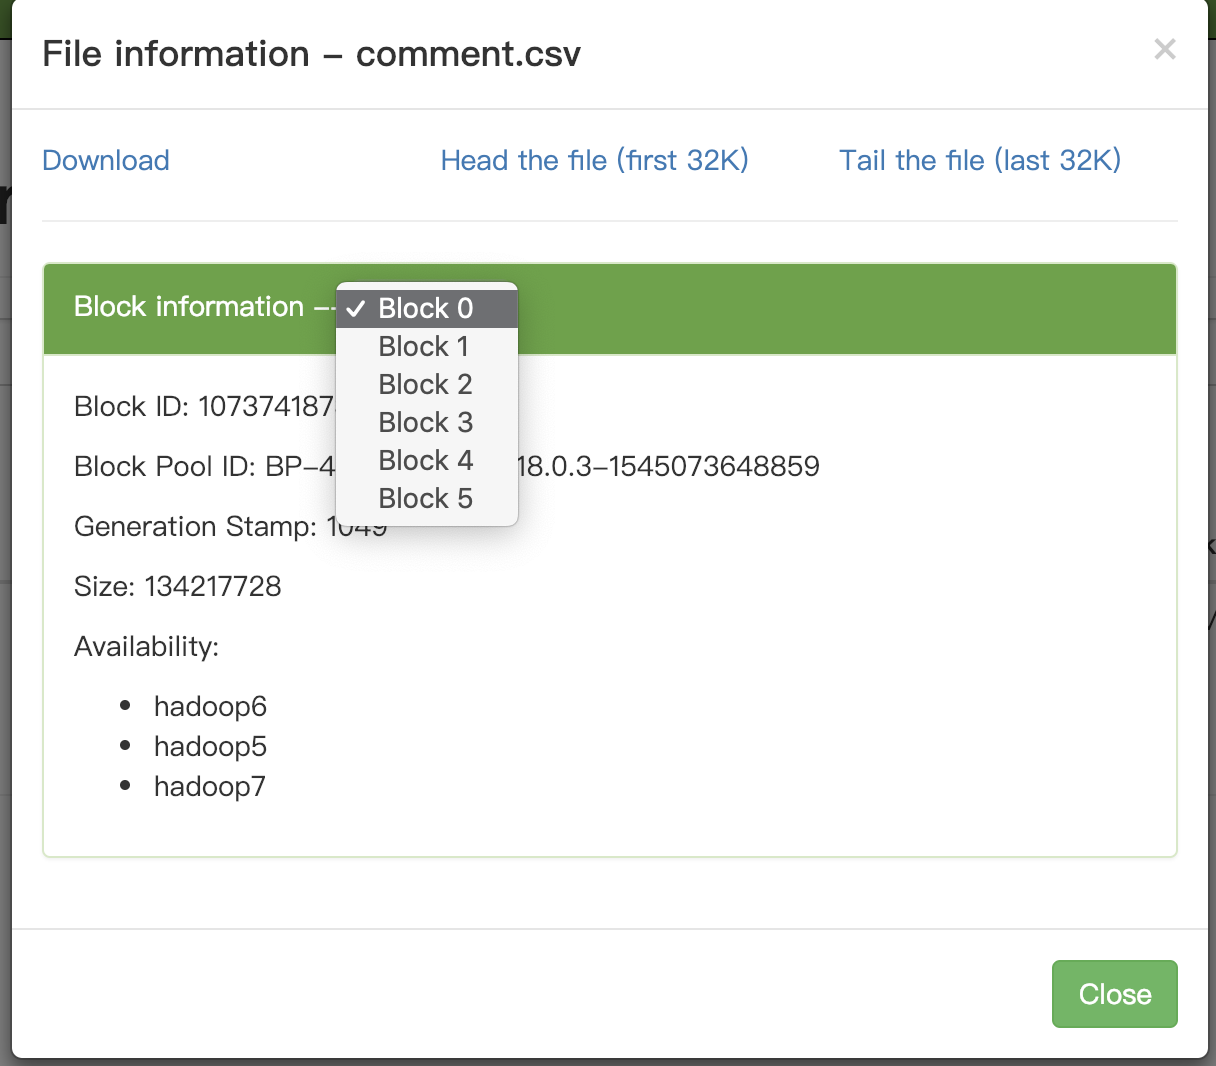 File information – comment.csv
×
Download
Head the file (first 32K)
Tail the file (last 32K)
Block information --
✓ Block 0
Block 1
Block 2
Block 3
Block 4
Block 5
Block ID: 107374187
Block Pool ID: BP-4 18.0.3-1545073648859
Generation Stamp: 1049
Size: 134217728
Availability:
• hadoop6
• hadoop5
• hadoop7
Close